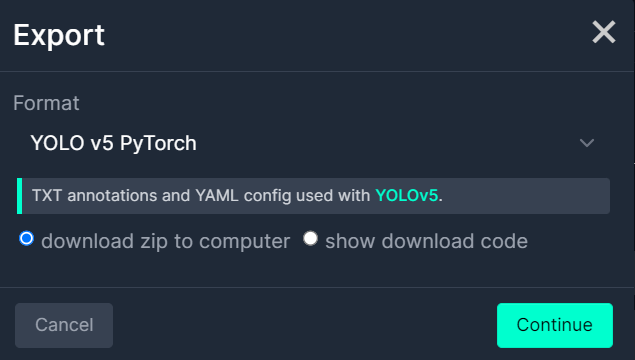 Export
Format
YOLO v5 PyTorch
TXT annotations and YAML config used with YOLOv5.
download zip to computer show download code
Cancel Continue